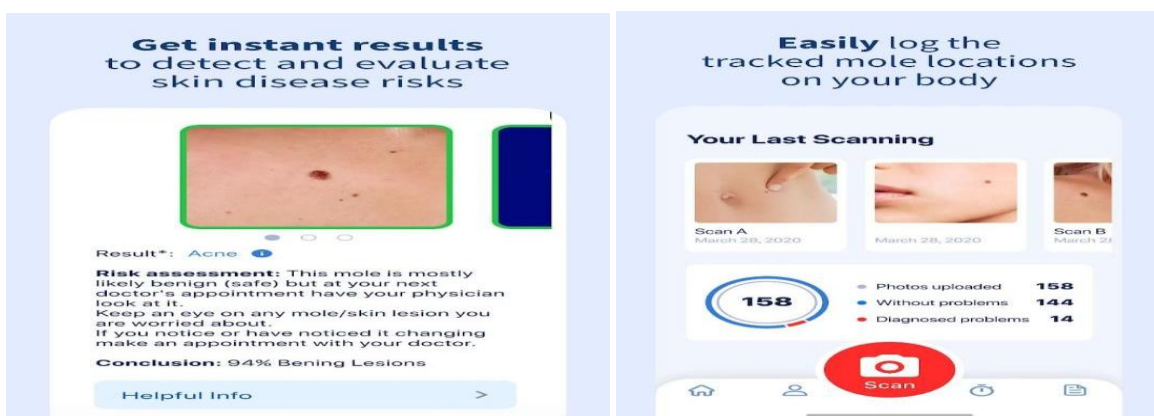 Get instant results
to detect and evaluate
skin disease risks
Result*: Acne i
Risk assessment: This mole is mostly
likely benign (safe) but at your next
doctor's appointment have your physician
look at it.
Keep an eye on any mole/skin lesion you
are worried about.
If you notice or have noticed it changing
make an appointment with your doctor.
Conclusion: 94% Bening Lesions
Helpful Info >
Easily log the
tracked mole locations
on your body
Your Last Scanning
Scan A
March 28, 2020
March 28, 2020
Scan B
March
158
Photos uploaded 158
Without problems 144
Diagnosed problems 14
Scan